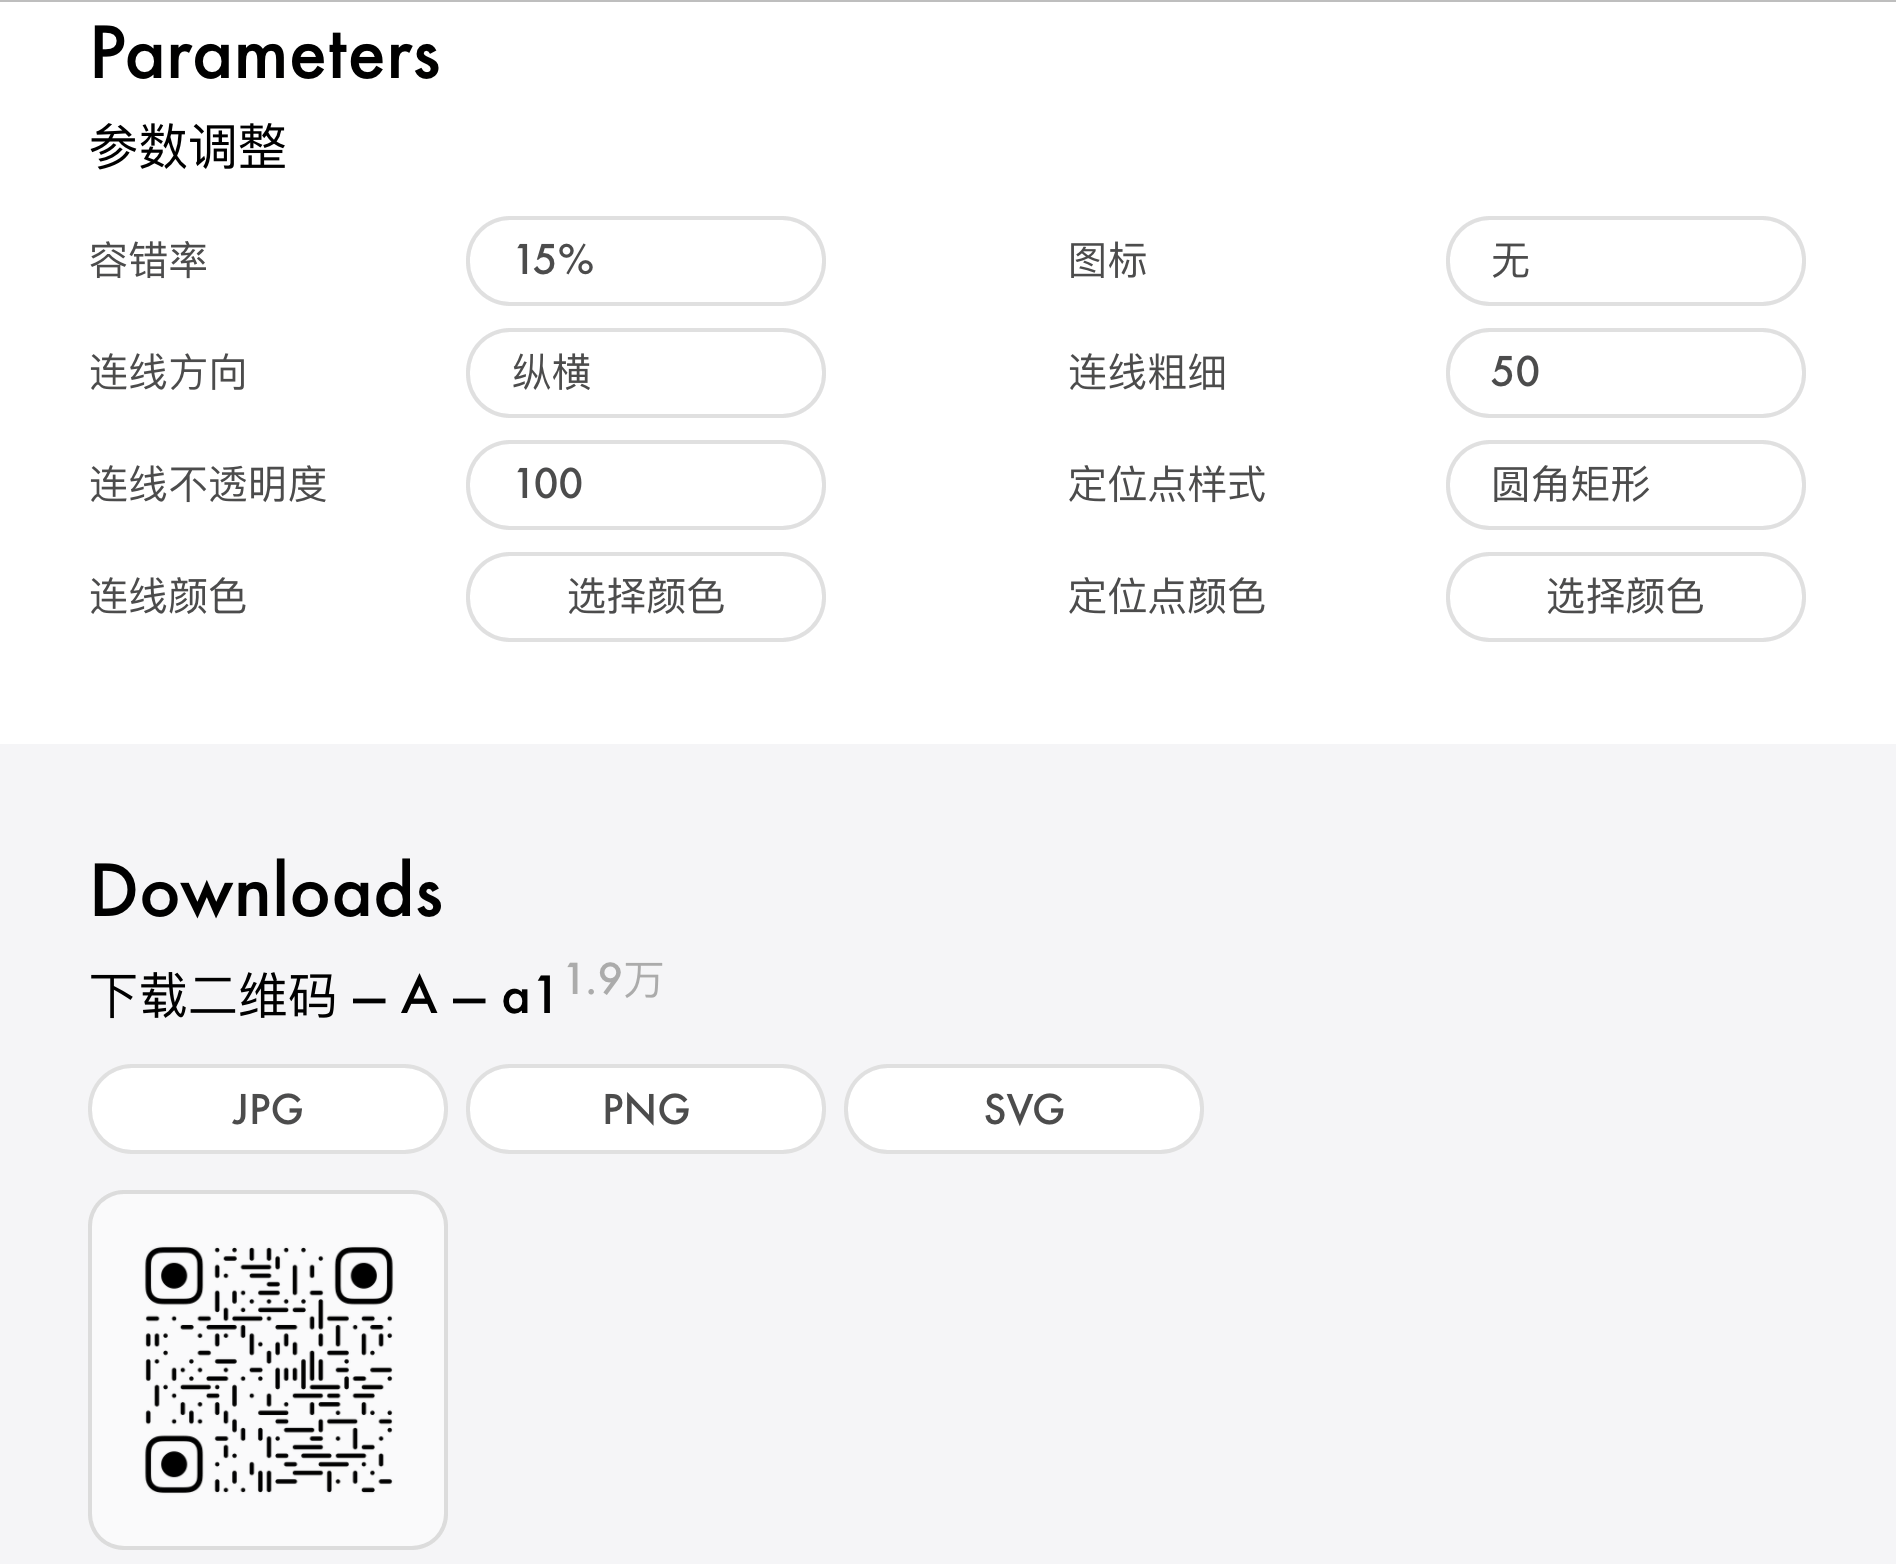 Parameters
参数调整
容错率 15% 图标 无
连线方向 纵横 连线粗细 50
连线不透明度 100 定位点样式 圆角矩形
连线颜色 选择颜色 定位点颜色 选择颜色
Downloads
下载二维码 — A — a1 1.9万
JPG PNG SVG